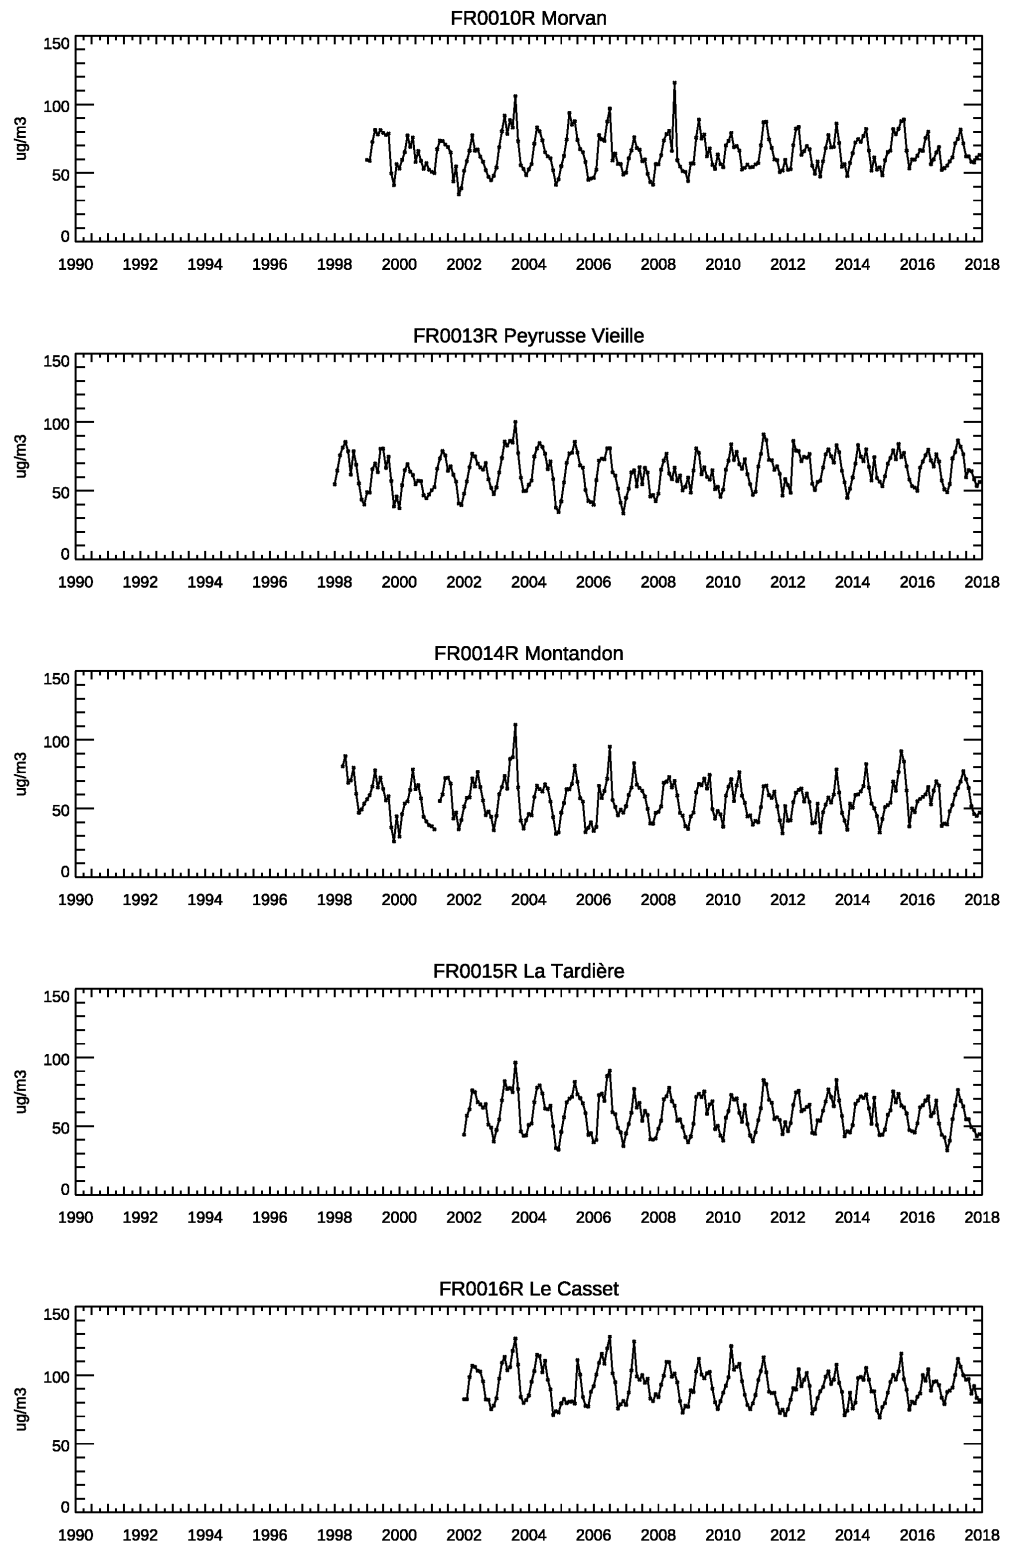 FR0010R Morvan
150
100
50
0
ug/m3
1990 1992 1994 1996 1998 2000 2002 2004 2006 2008 2010 2012 2014 2016 2018
FR0013R Peyrusse Vieille
150
100
50
0
ug/m3
1990 1992 1994 1996 1998 2000 2002 2004 2006 2008 2010 2012 2014 2016 2018
FR0014R Montandon
150
100
50
0
ug/m3
1990 1992 1994 1996 1998 2000 2002 2004 2006 2008 2010 2012 2014 2016 2018
FR0015R La Tardière
150
100
50
0
ug/m3
1990 1992 1994 1996 1998 2000 2002 2004 2006 2008 2010 2012 2014 2016 2018
FR0016R Le Casset
150
100
50
0
ug/m3
1990 1992 1994 1996 1998 2000 2002 2004 2006 2008 2010 2012 2014 2016 2018